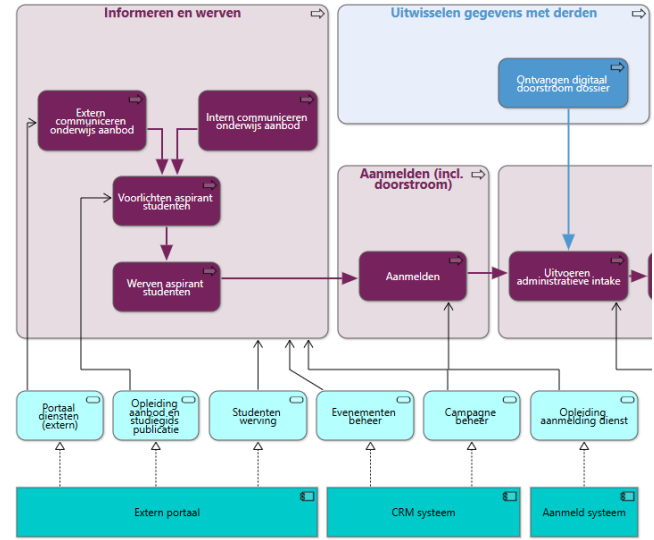 Informeren en werven
Uitwisselen gegevens met derden
Ontvangen digitaal
doorstroom dossier
Extern
communiceren
onderwijs aanbod
Intern communiceren
onderwijs aanbod
Aanmelden (incl.
doorstroom)
Voorlichten aspirant
studenten
Werven aspirant
studenten
Aanmelden
Uitvoeren
administratieve intake
Portaal
diensten
(extern)
Opleiding
aanbod en
studiegids
publicatie
Studenten
werving
Evenementen
beheer
Campagne
beheer
Opleiding
aanmelding dienst
Extern portaal
CRM systeem
Aanmeld systeem